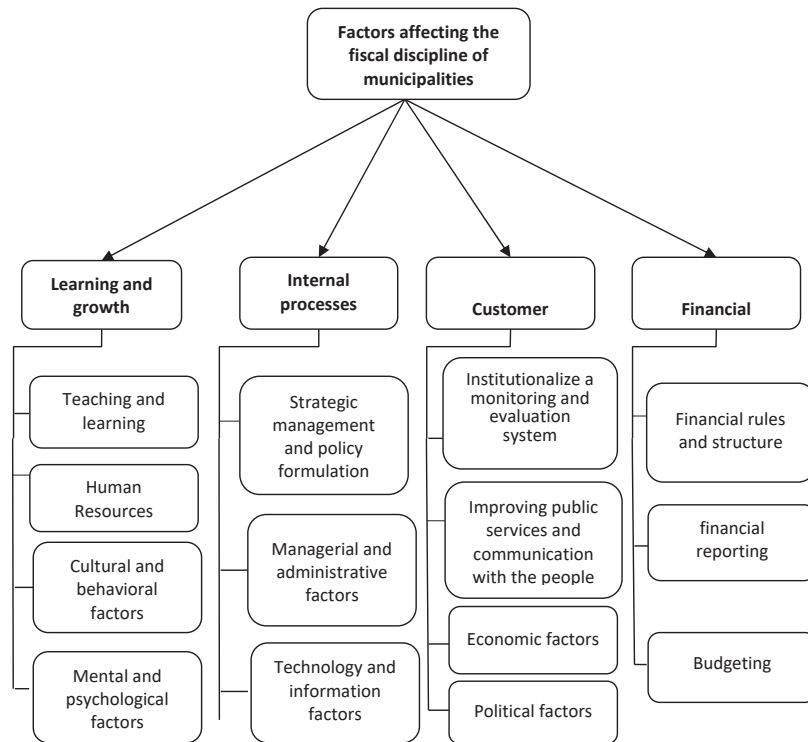 Factors affecting the
fiscal discipline of
municipalities
Learning and
growth
Teaching and
learning
Human
Resources
Cultural and
behavioral
factors
Mental and
psychological
factors
Internal
processes
Strategic
management
and policy
formulation
Managerial and
administrative
factors
Technology and
information
factors
Customer
Institutionalize a
monitoring and
evaluation
system
Improving public
services and
communication
with the people
Economic factors
Political factors
Financial
Financial rules
and structure
financial
reporting
Budgeting